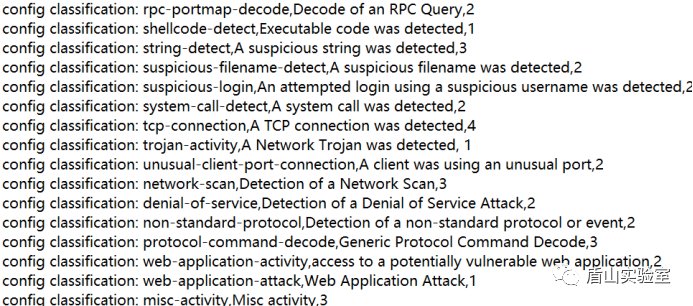 config classification: rpc-portmap-decode,Decode of an RPC Query,2
config classification: shellcode-detect,Executable code was detected,1
config classification: string-detect,A suspicious string was detected,3
config classification: suspicious-filename-detect,A suspicious filename was detected,2
config classification: suspicious-login,An attempted login using a suspicious username was detected,2
config classification: system-call-detect,A system call was detected,2
config classification: tcp-connection,A TCP connection was detected,4
config classification: trojan-activity,A Network Trojan was detected, 1
config classification: unusual-client-port-connection,A client was using an unusual port,2
config classification: network-scan,Detection of a Network Scan,3
config classification: denial-of-service,Detection of a Denial of Service Attack,2
config classification: non-standard-protocol,Detection of a non-standard protocol or event,2
config classification: protocol-command-decode,Generic Protocol Command Decode,3
config classification: web-application-activity,access to a potentially vulnerable web application,2
config classification: web-application-attack,Web Application Attack,1
config classification: misc-activity,Misc activity,3
盾山实验室